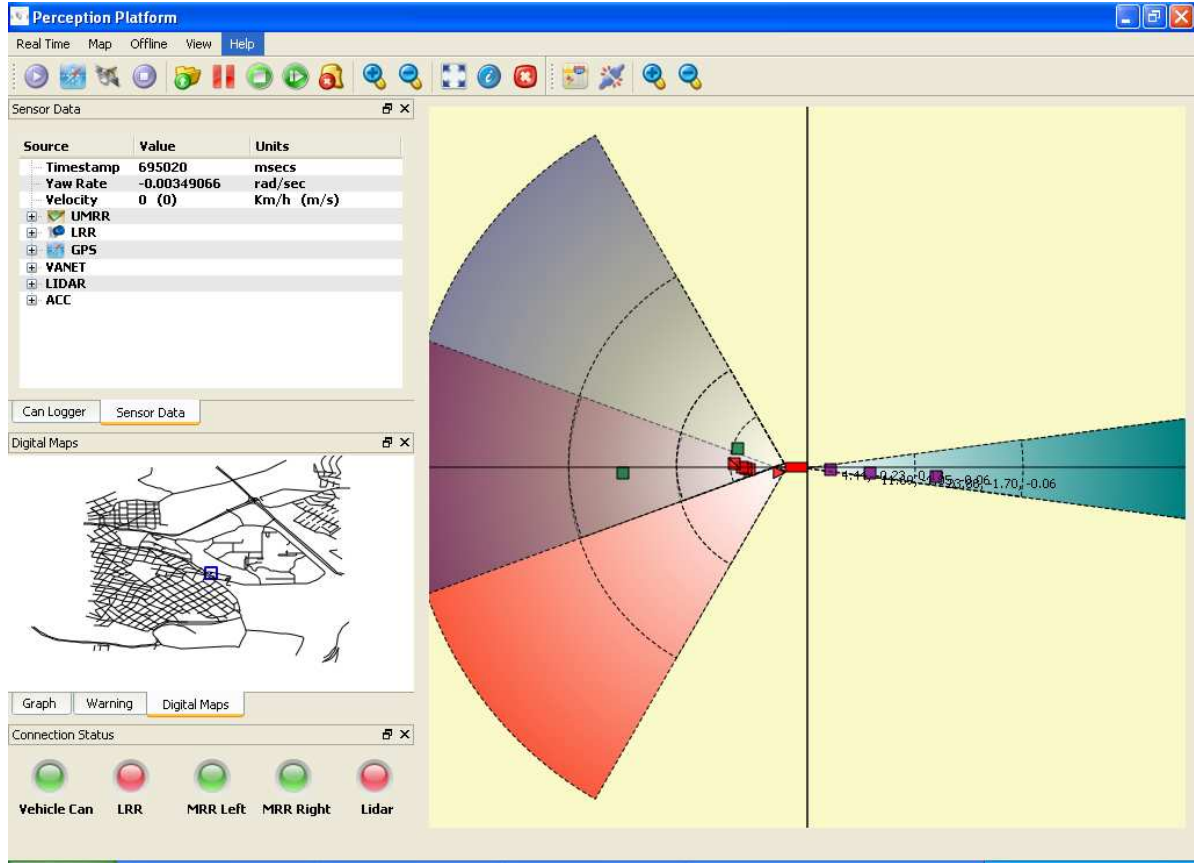 Perception Platform
Real Time Map Offline View Help
Sensor Data
Source Value Units
Timestamp 695020 msecs
Yaw Rate -0.00349066 rad/sec
Velocity 0 (0) Km/h (m/s)
UMRR
LRR
GPS
VANET
LIDAR
ACC
Can Logger Sensor Data
Digital Maps
Graph Warning Digital Maps
Connection Status
Vehicle Can LRR MRR Left MRR Right Lidar
-1.70, -0.06